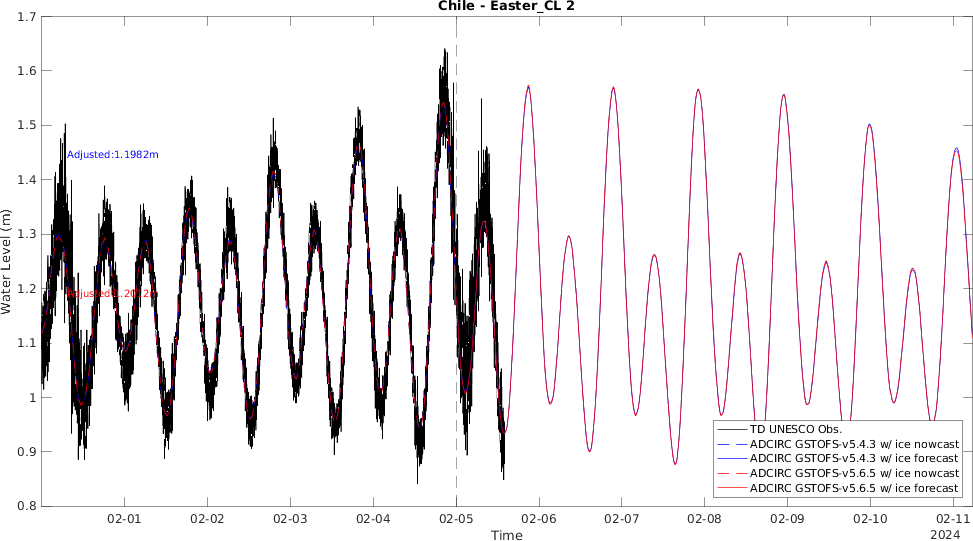 Chile - Easter_CL 2
1.7
1.6
1.5
1.4
1.3
1.2
1.1
1
0.9
0.8
Water Level (m)
Adjusted:1.1982m
TD UNESCO Obs.
ADCIRC GSTOFS-v5.4.3 w/ ice nowcast
ADCIRC GSTOFS-v5.4.3 w/ ice forecast
ADCIRC GSTOFS-v5.6.5 w/ ice nowcast
ADCIRC GSTOFS-v5.6.5 w/ ice forecast
02-01 02-02 02-03 02-04 02-05 02-06 02-07 02-08 02-09 02-10 02-11
Time
2024